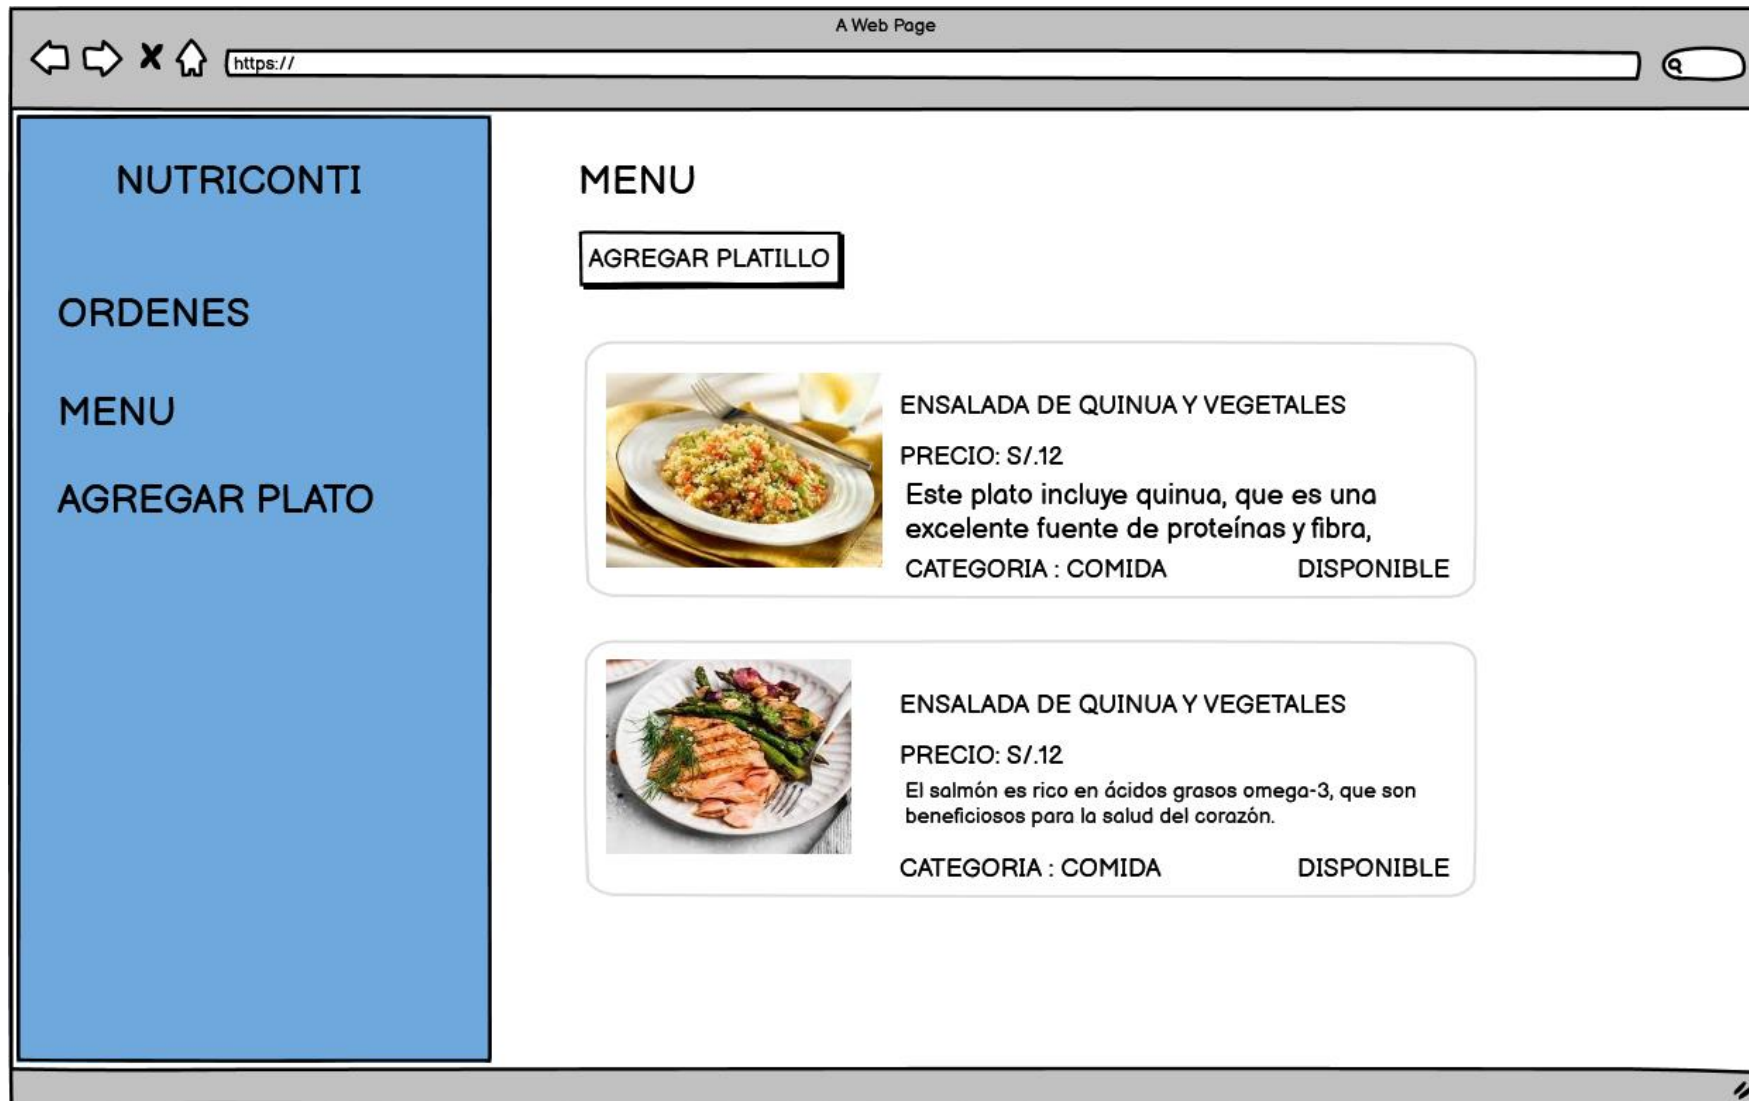 A Web Page
https://
NUTRICONTI
ORDENES
MENU
AGREGAR PLATO
MENU
AGREGAR PLATILLO
ENSALADA DE QUINUA Y VEGETALES
PRECIO: S/.12
Este plato incluye quinua, que es una
excelente fuente de proteínas y fibra,
CATEGORIA : COMIDA DISPONIBLE
ENSALADA DE QUINUA Y VEGETALES
PRECIO: S/.12
El salmón es rico en ácidos grasos omega-3, que son
beneficiosos para la salud del corazón.
CATEGORIA : COMIDA DISPONIBLE